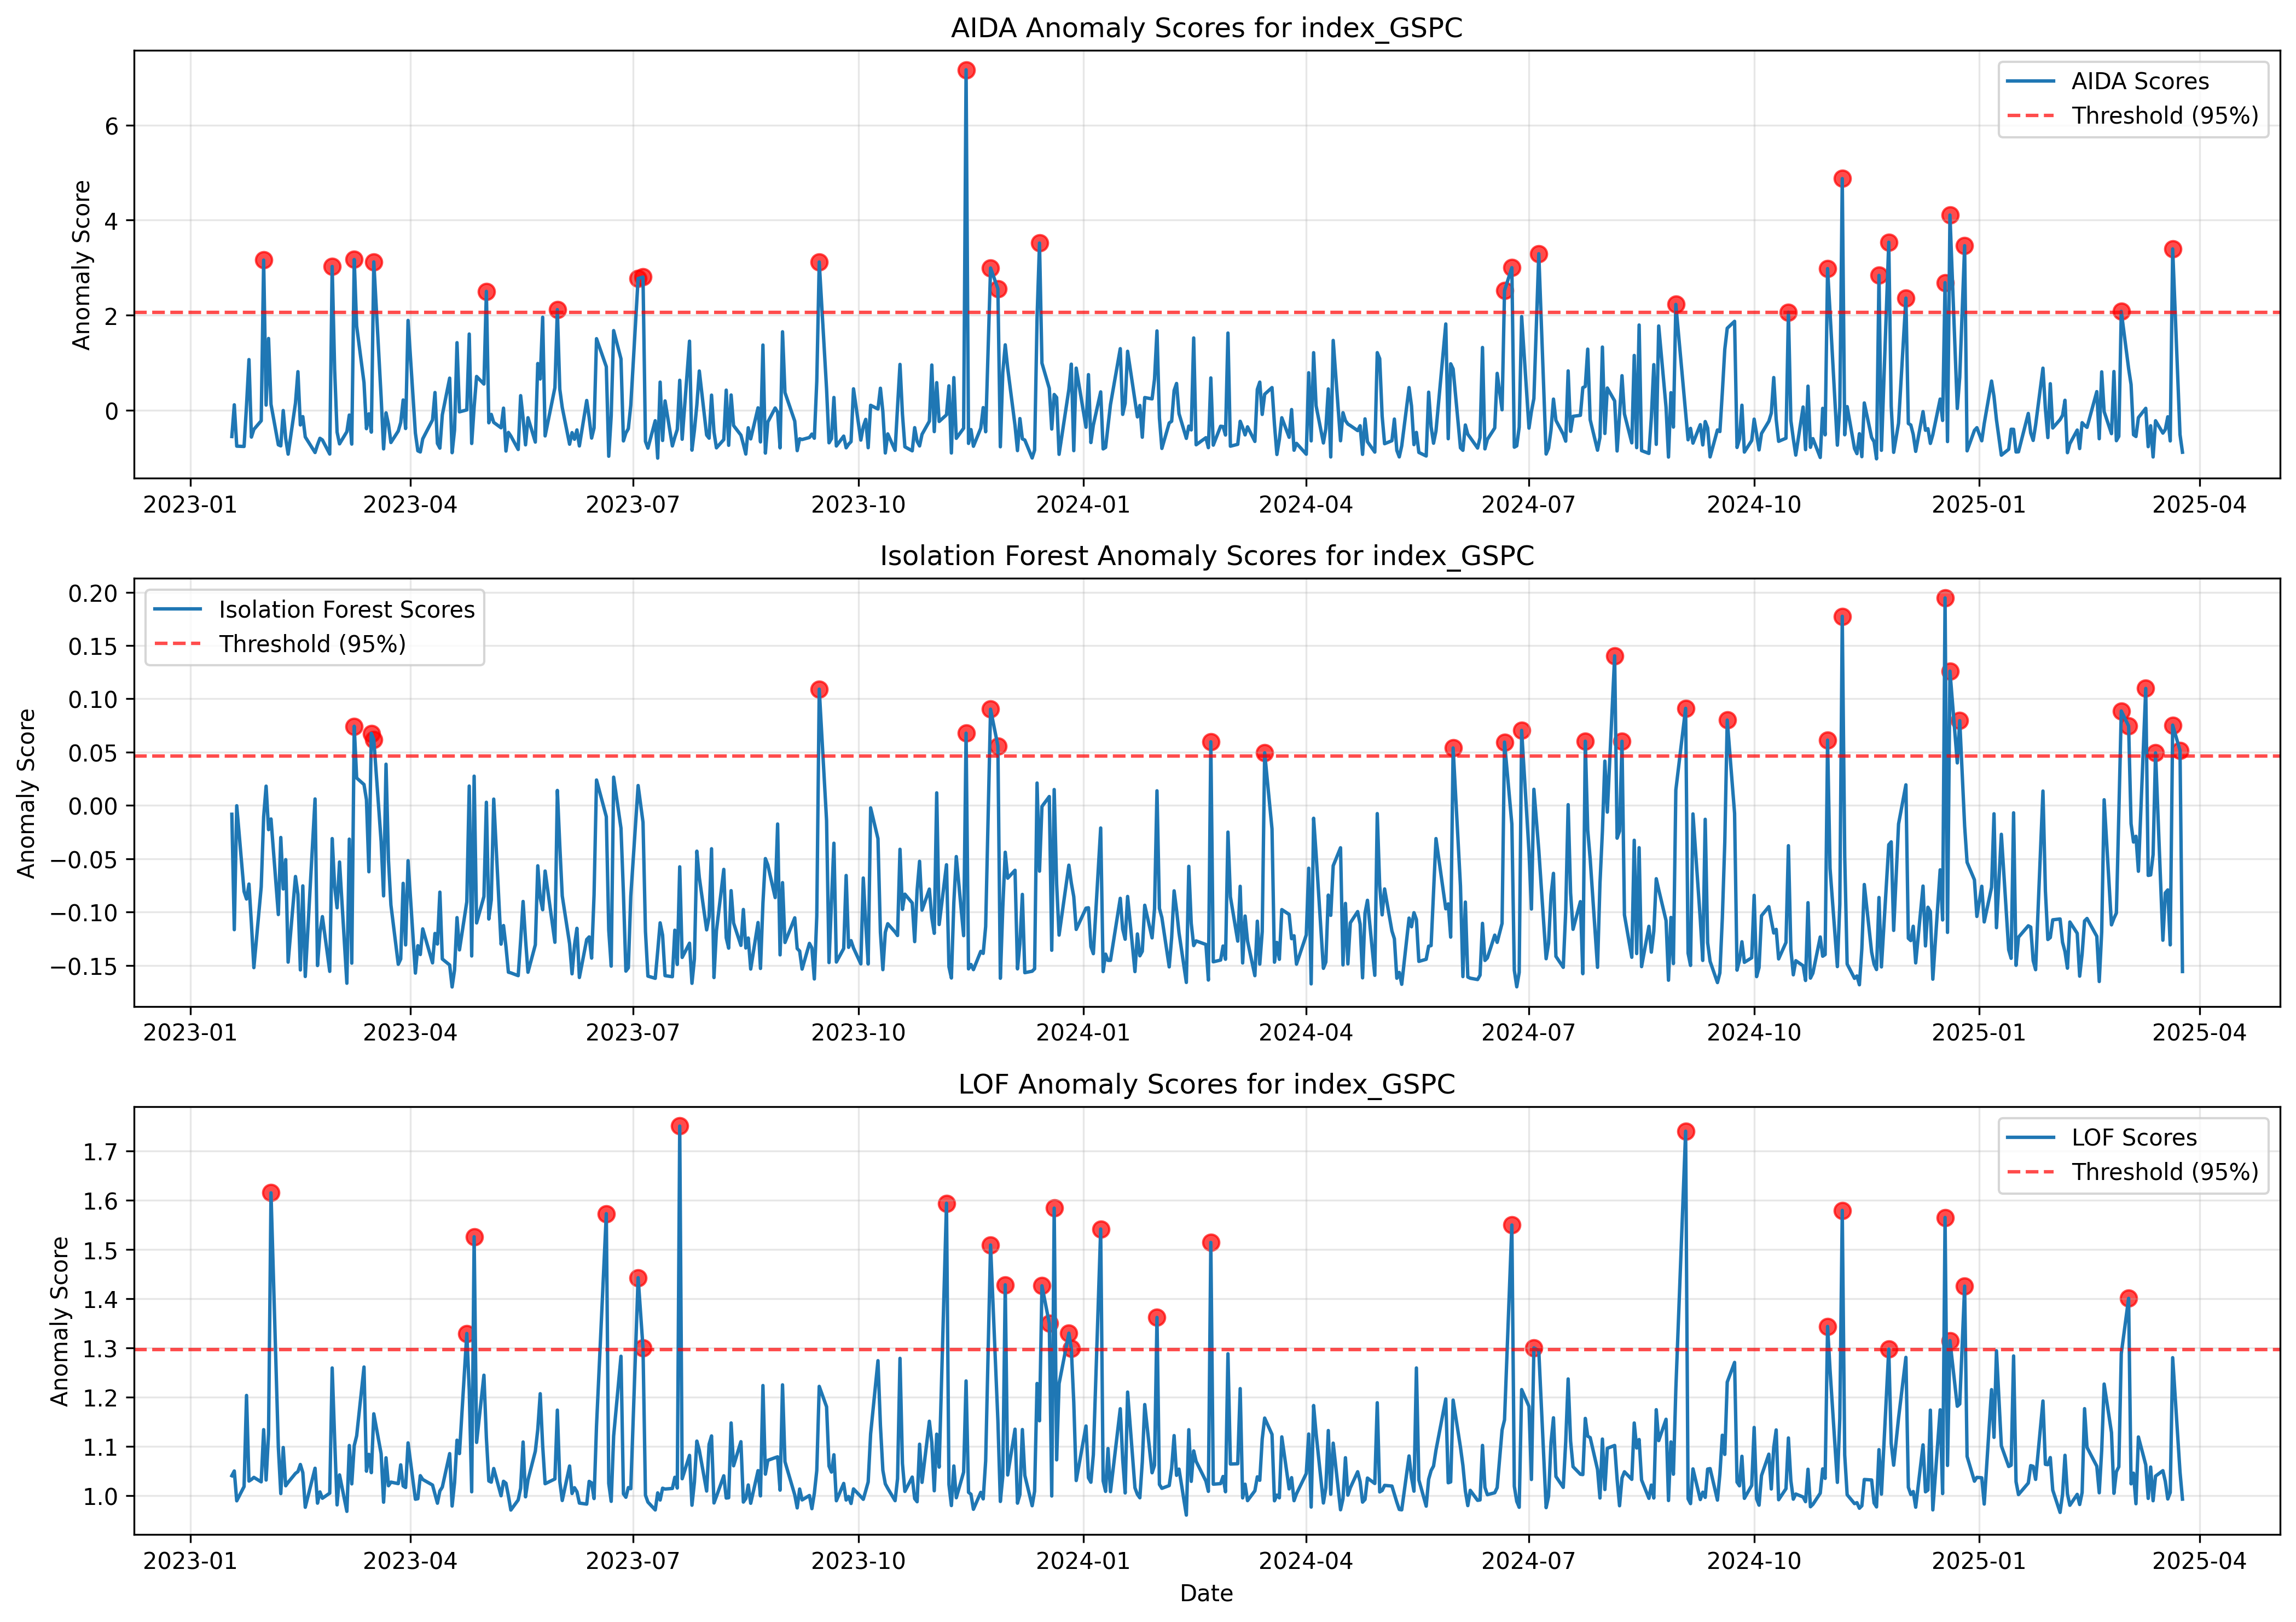 AIDA Anomaly Scores for index_GSPC
AIDA Scores
Threshold (95%)
Anomaly Score
6
4
2
0
2023-01 2023-04 2023-07 2023-10 2024-01 2024-04 2024-07 2024-10 2025-01 2025-04
Isolation Forest Anomaly Scores for index_GSPC
Isolation Forest Scores
Threshold (95%)
Anomaly Score
0.20
0.15
0.10
0.05
0.00
−0.05
−0.10
−0.15
2023-01 2023-04 2023-07 2023-10 2024-01 2024-04 2024-07 2024-10 2025-01 2025-04
LOF Anomaly Scores for index_GSPC
LOF Scores
Threshold (95%)
Anomaly Score
1.7
1.6
1.5
1.4
1.3
1.2
1.1
1.0
2023-01 2023-04 2023-07 2023-10 2024-01 2024-04 2024-07 2024-10 2025-01 2025-04
Date